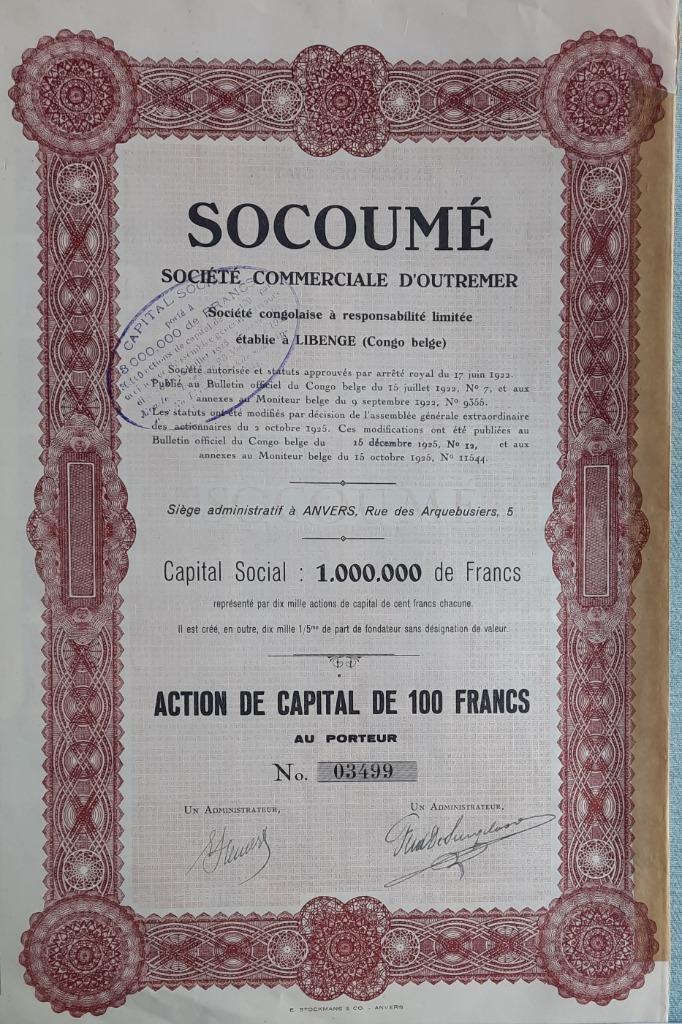 SOCOUMÉ
SOCIÉTÉ COMMERCIALE D'OUTREMER
Société congolaise à responsabilité limitée
établie à LIBENGE (Congo belge)
CAPITAL
porté à
8.000.000 de FRANCS
Société autorisée et statuts approuvés par arrêté royal du 17 juin 1922.
Publié au Bulletin officiel du Congo belge du 15 juillet 1922, No 7, et aux
annexes au Moniteur belge du 9 septembre 1922, No 9355.
Les statuts ont été modifiés par décision de l'assemblée générale extraordinaire
des actionnaires du 2 octobre 1925. Ces modifications ont été publiées au
Bulletin officiel du Congo belge du 15 décembre 1925, No 12, et aux
annexes au Moniteur belge du 15 octobre 1925, No 11544.
Siège administratif à ANVERS, Rue des Arquebusiers, 5
Capital Social : 1.000.000 de Francs
représenté par dix mille actions de capital de cent francs chacune.
Il est créé, en outre, dix mille 1/5me de part de fondateur sans désignation de valeur.
ACTION DE CAPITAL DE 100 FRANCS
AU PORTEUR
No. 03499
UN ADMINISTRATEUR, UN ADMINISTRATEUR,
E. STOCKMANS & CO. - ANVERS